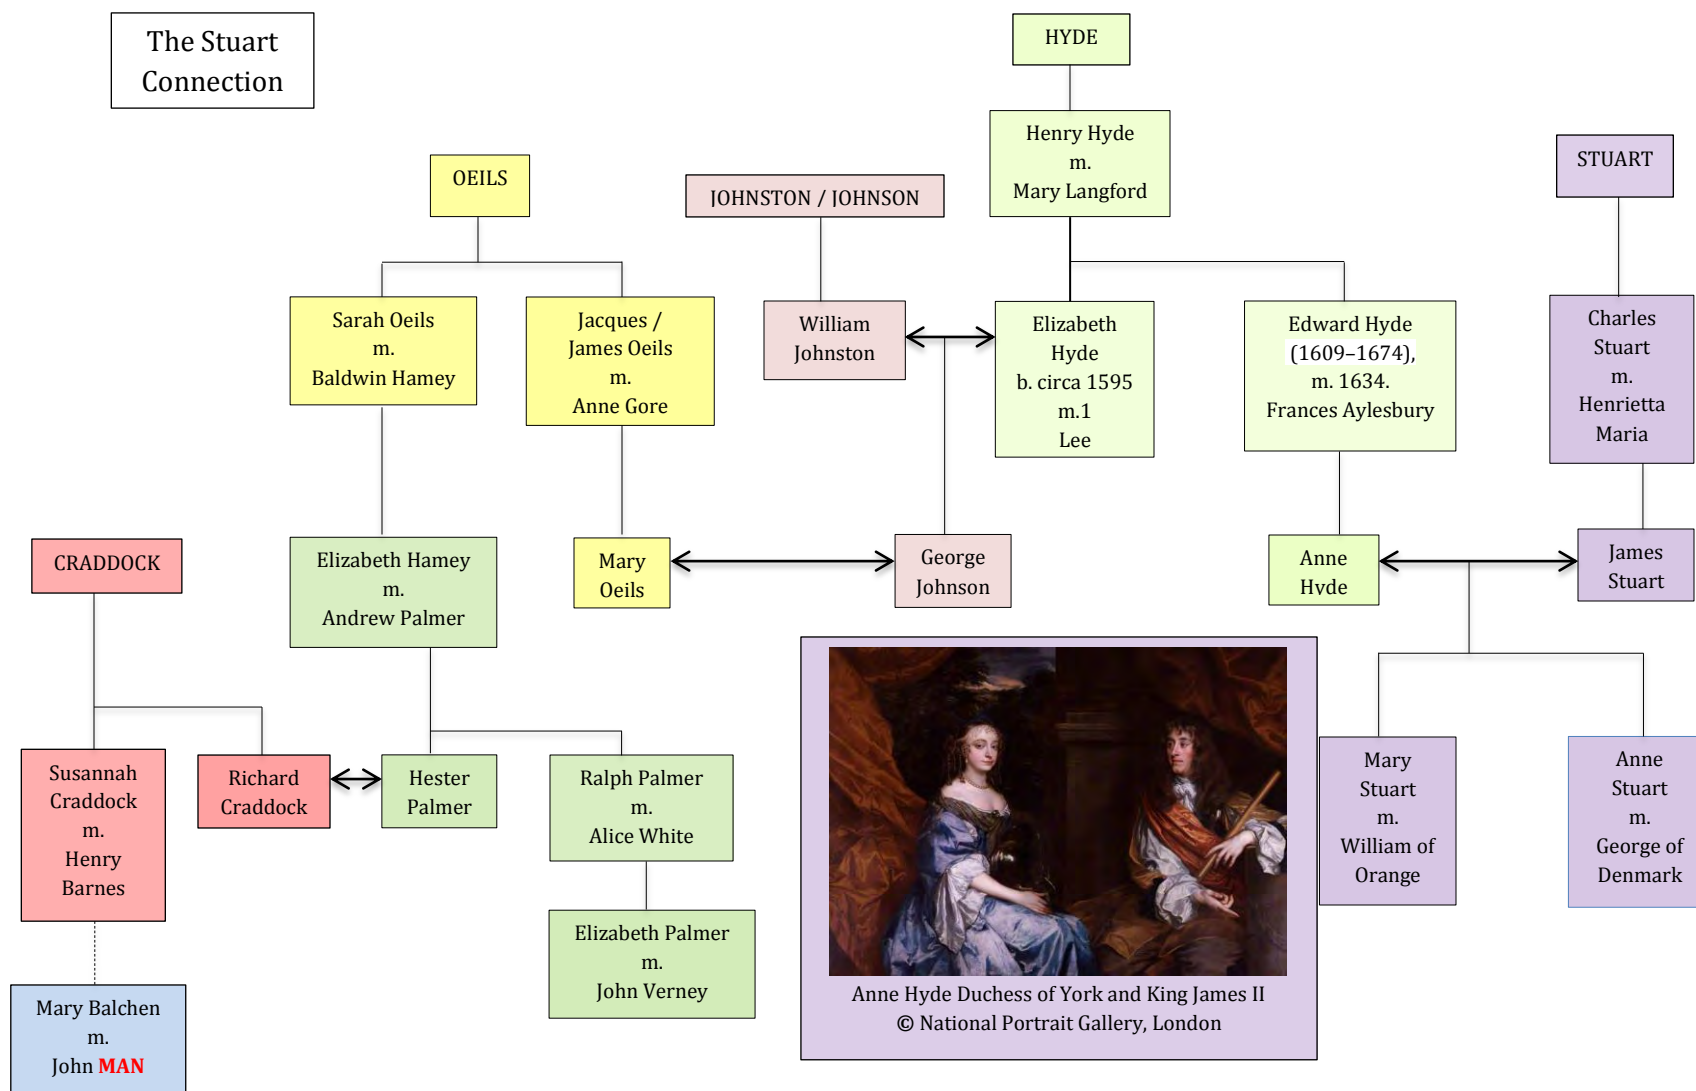 The Stuart
Connection
HYDE
Henry Hyde
m.
Mary Langford
STUART
OEILS
JOHNSTON / JOHNSON
Sarah Oeils
m.
Baldwin Hamey
Jacques /
James Oeils
m.
Anne Gore
William
Johnston
Elizabeth
Hyde
b. circa 1595
m.1
Lee
Edward Hyde
(1609–1674),
m. 1634.
Frances Aylesbury
Charles
Stuart
m.
Henrietta
Maria
CRADDOCK
Elizabeth Hamey
m.
Andrew Palmer
Mary
Oeils
George
Johnson
Anne
Hyde
James
Stuart
Susannah
Craddock
m.
Henry
Barnes
Richard
Craddock
Hester
Palmer
Ralph Palmer
m.
Alice White
Mary
Stuart
m.
William of
Orange
Anne
Stuart
m.
George of
Denmark
Elizabeth Palmer
m.
John Verney
Mary Balchen
m.
John MAN
Anne Hyde Duchess of York and King James II
© National Portrait Gallery, London